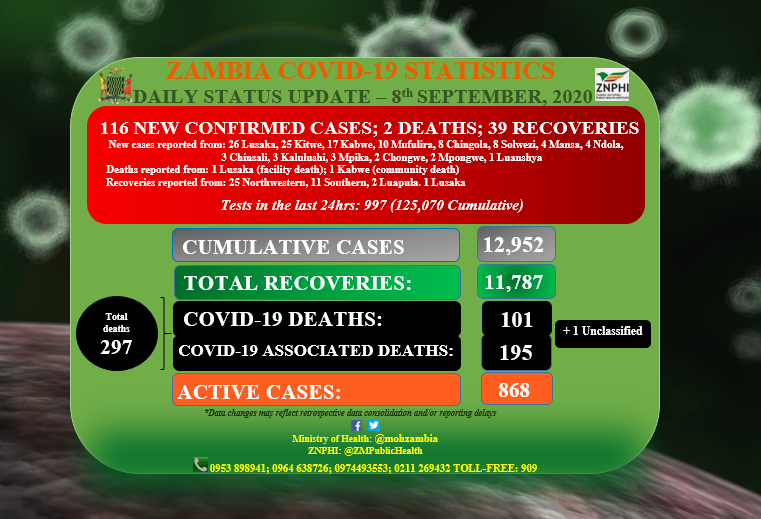 ZAMBIA COVID-19 STATISTICS
DAILY STATUS UPDATE – 8th SEPTEMBER, 2020
ZNPHI
116 NEW CONFIRMED CASES; 2 DEATHS; 39 RECOVERIES
New cases reported from: 26 Lusaka, 25 Kitwe, 17 Kabwe, 10 Mufulira, 8 Chingola, 8 Solwezi, 4 Mansa, 4 Ndola,
3 Chinsali, 3 Kalulushi, 3 Mpika, 2 Chongwe, 2 Mpongwe, 1 Luanshya
Deaths reported from: 1 Lusaka (facility death); 1 Kabwe (community death)
Recoveries reported from: 25 Northwestern, 11 Southern, 2 Luapula. 1 Lusaka
Tests in the last 24hrs: 997 (125,070 Cumulative)
CUMULATIVE CASES 12,952
TOTAL RECOVERIES: 11,787
Total
deaths
297
COVID-19 DEATHS: 101
COVID-19 ASSOCIATED DEATHS: 195
+ 1 Unclassified
ACTIVE CASES: 868
*Data changes may reflect retrospective data consolidation and/or reporting delays
Ministry of Health: @mohzambia
ZNPHI: @ZMPublicHealth
0953 898941; 0964 638726; 0974493553; 0211 269432 TOLL-FREE: 909